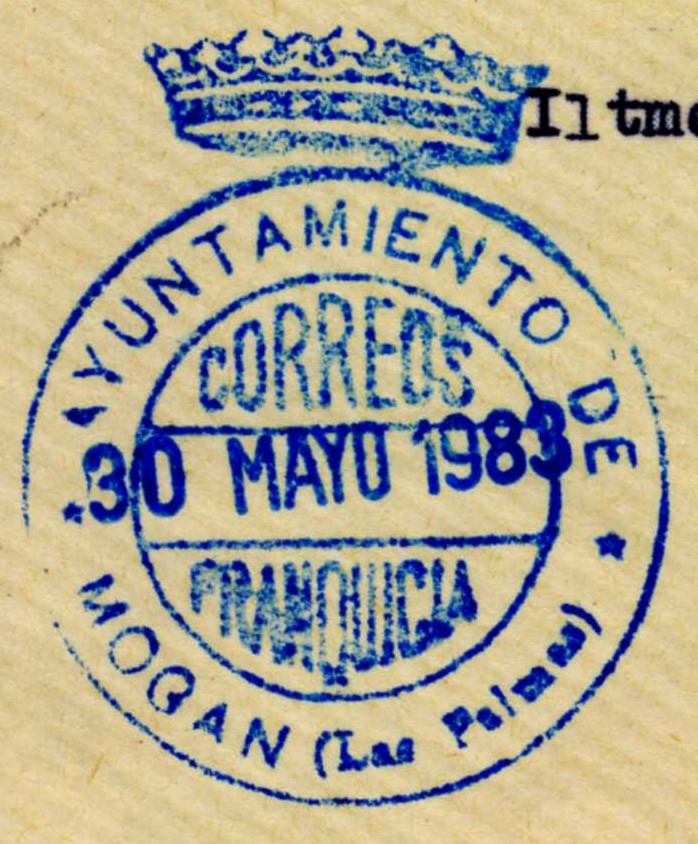 Iltmo
AYUNTAMIENTO DE
CORREOS
30 MAYO 1983
FRANQUICIA
MOGAN (Las Palmas)